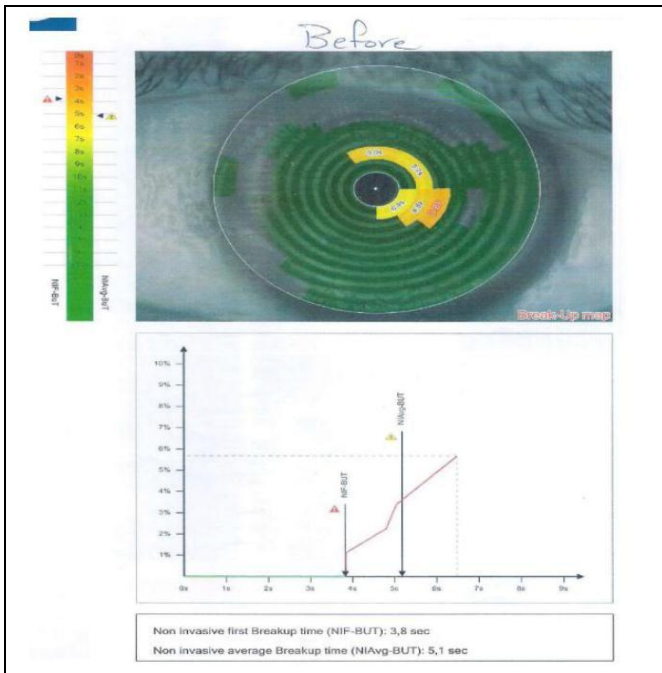 Before
0s
1s
2s
3s
4s
5s
6s
7s
8s
9s
10s
NIF-BUT
NIAvg-BUT
Break-Up map
10%
9%
8%
7%
6%
5%
4%
3%
2%
1%
NIF-BUT
NIAvg-BUT
0s 1s 2s 3s 4s 5s 6s 7s 8s 9s
Non invasive first Breakup time (NIF-BUT): 3,8 sec
Non invasive average Breakup time (NIAvg-BUT): 5,1 sec